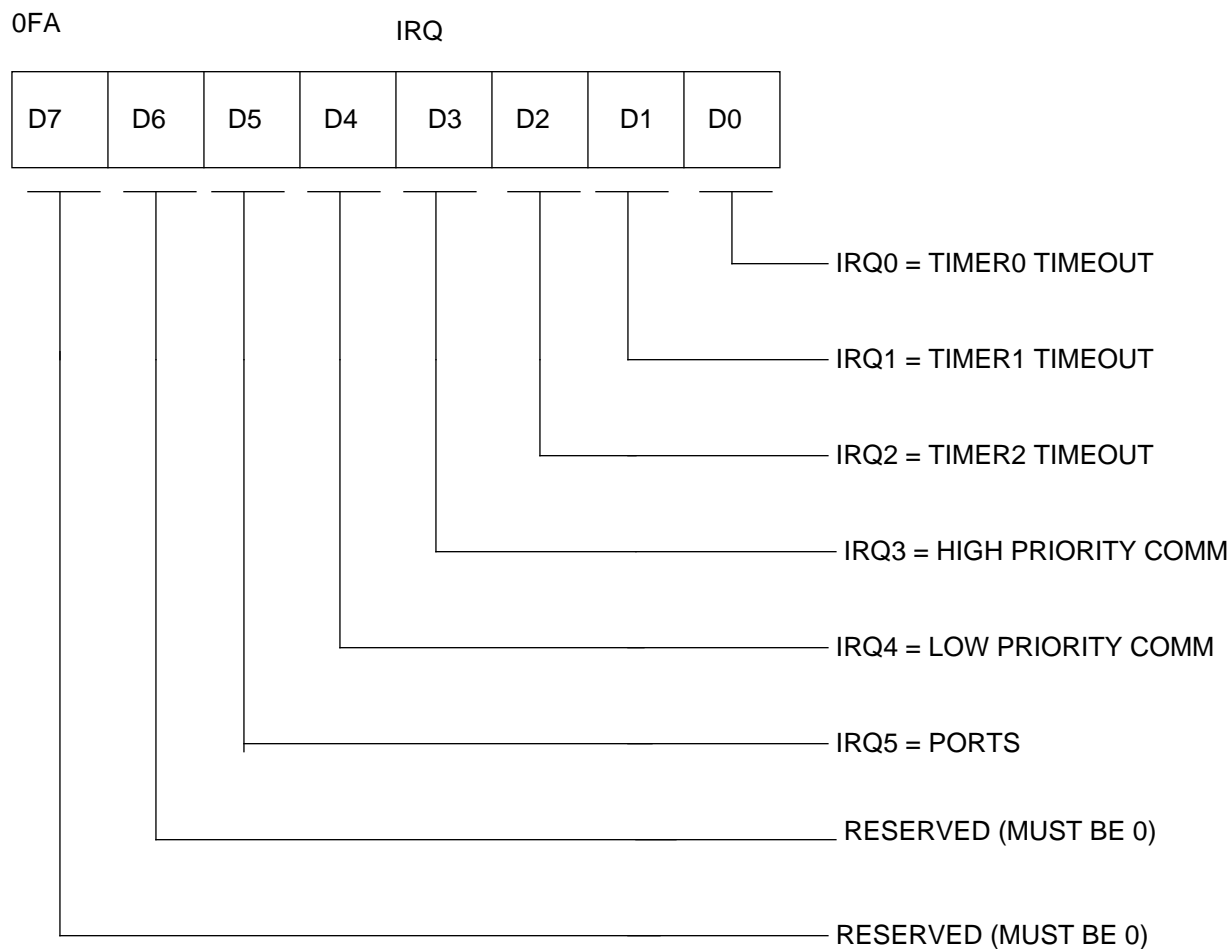 0FA
IRQ
D7 D6 D5 D4 D3 D2 D1 D0
IRQ0 = TIMER0 TIMEOUT
IRQ1 = TIMER1 TIMEOUT
IRQ2 = TIMER2 TIMEOUT
IRQ3 = HIGH PRIORITY COMM
IRQ4 = LOW PRIORITY COMM
IRQ5 = PORTS
RESERVED (MUST BE 0)
RESERVED (MUST BE 0)